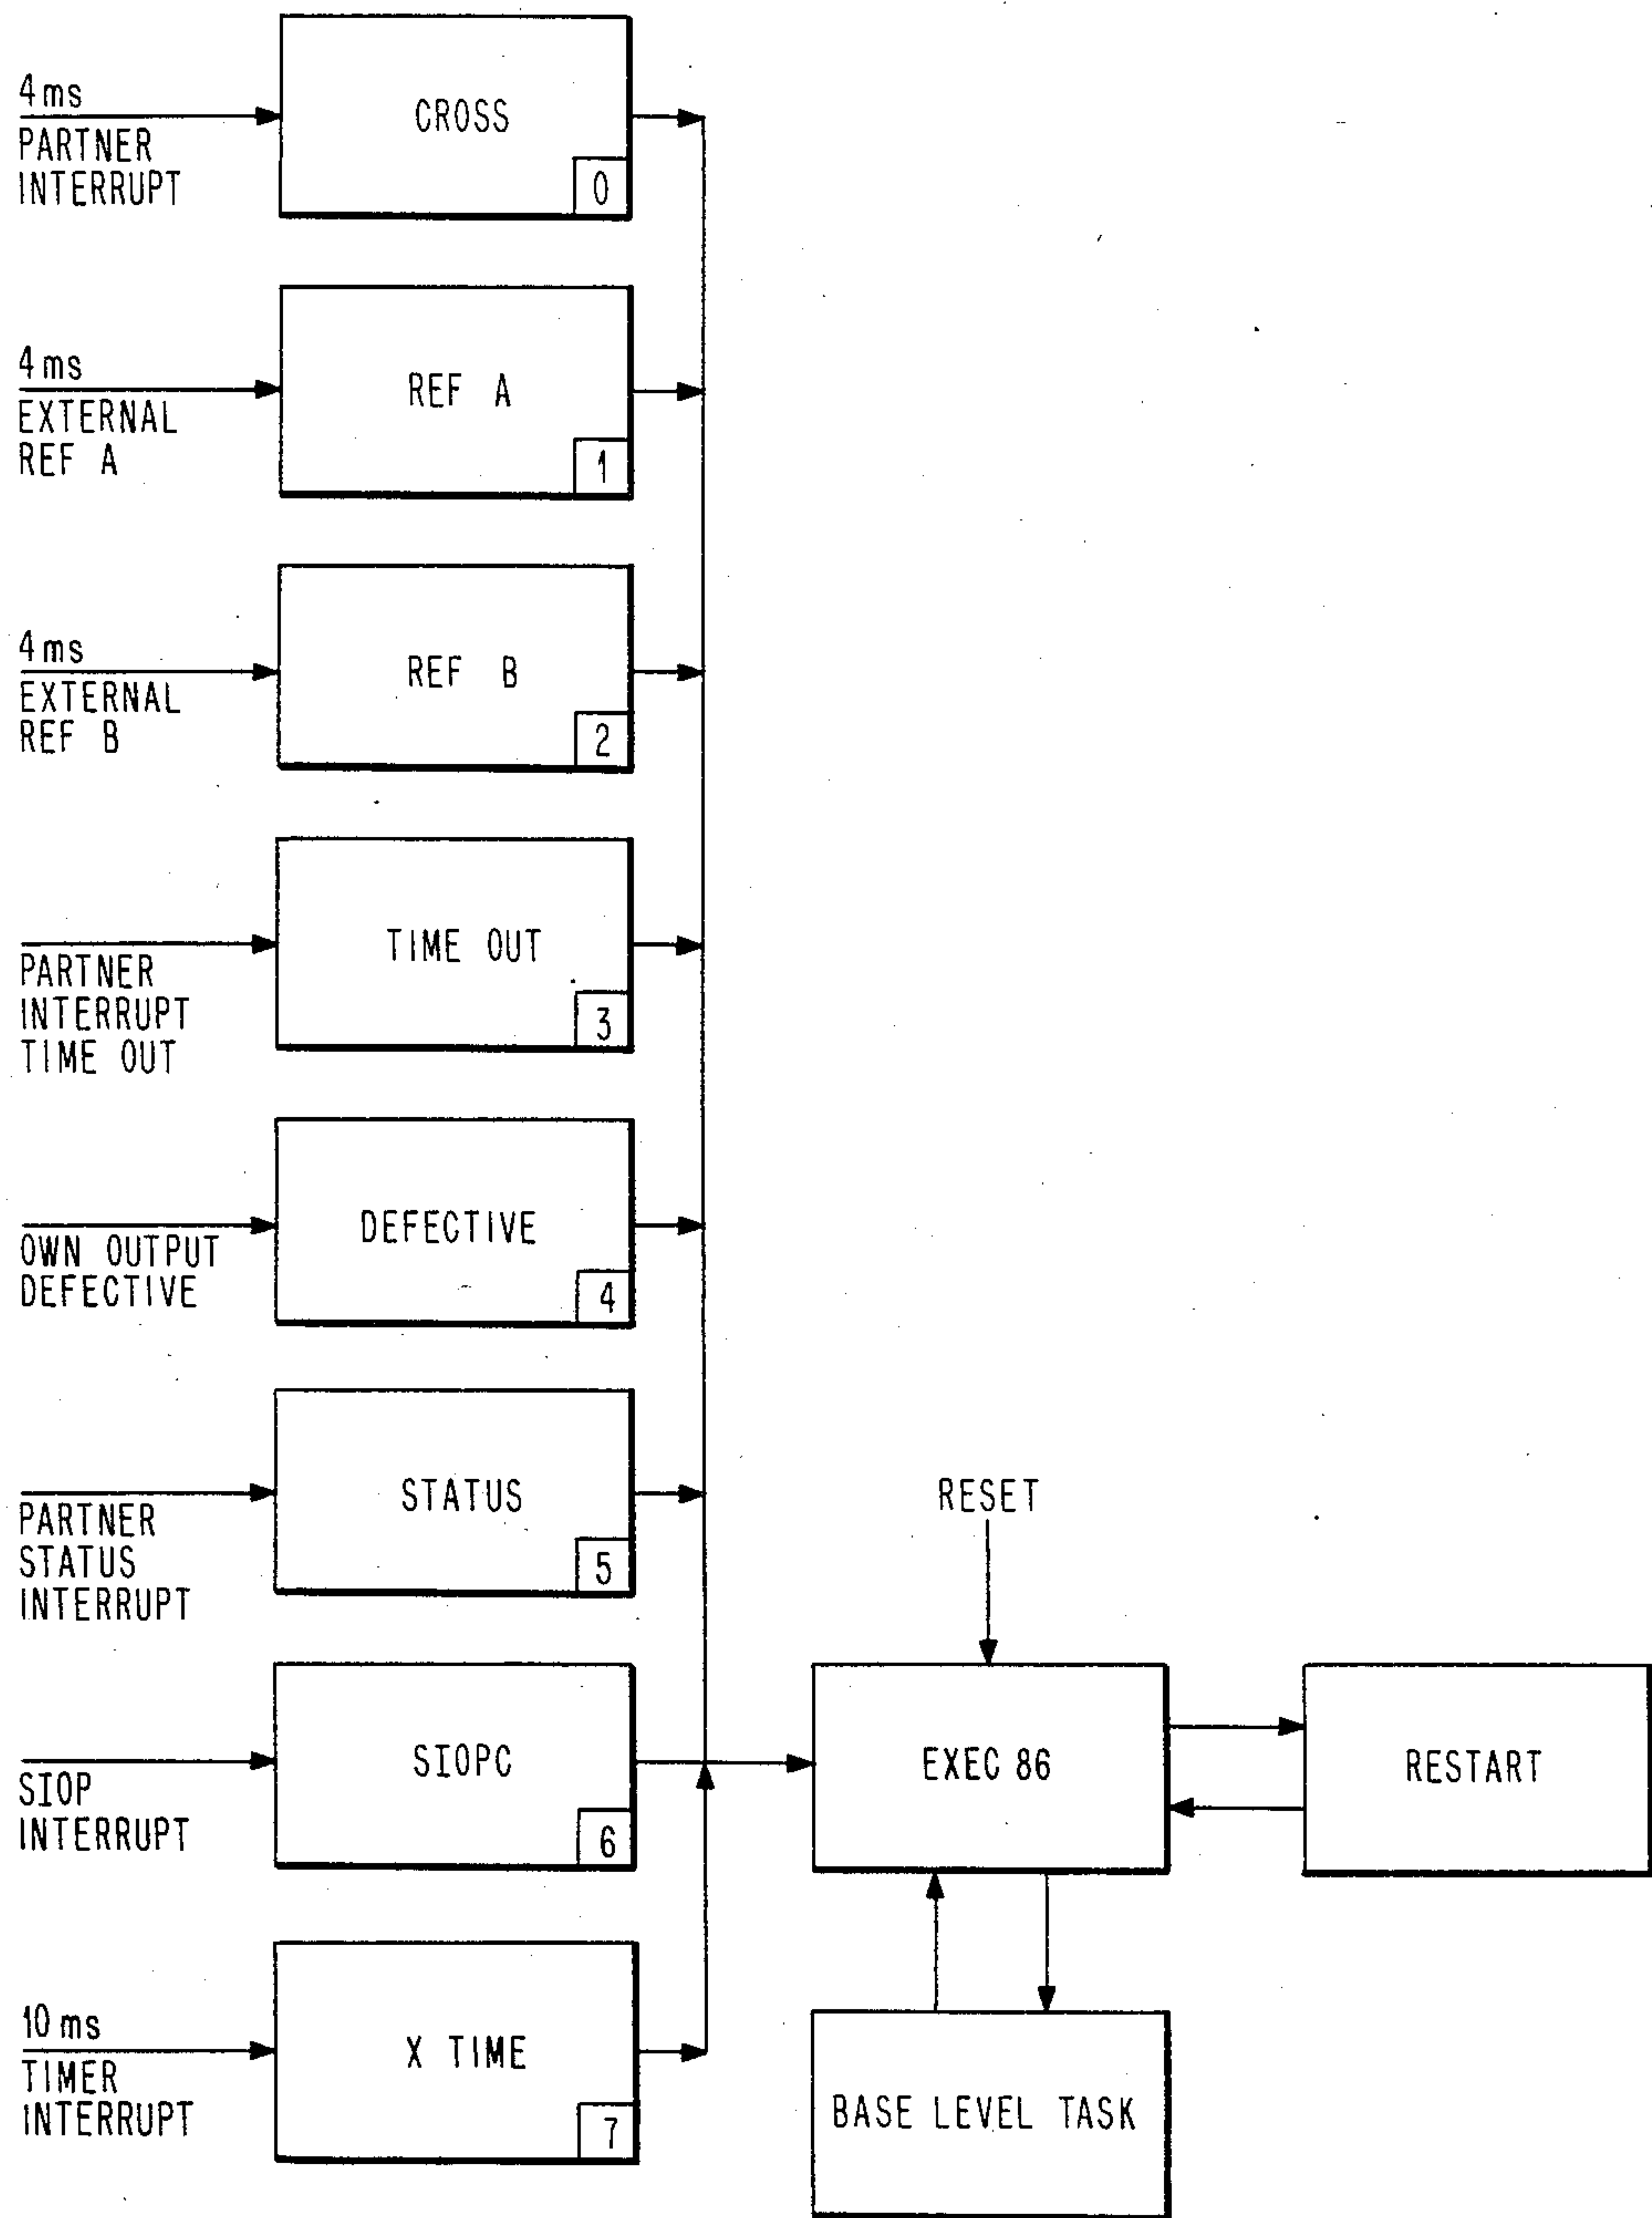 4 ms
PARTNER
INTERRUPT
CROSS
0
4 ms
EXTERNAL
REF A
REF A
1
4 ms
EXTERNAL
REF B
REF B
2
PARTNER
INTERRUPT
TIME OUT
TIME OUT
3
OWN OUTPUT
DEFECTIVE
DEFECTIVE
4
PARTNER
STATUS
INTERRUPT
STATUS
5
SIOP
INTERRUPT
SIOPC
6
10 ms
TIMER
INTERRUPT
X TIME
7
RESET
EXEC 86
RESTART
BASE LEVEL TASK